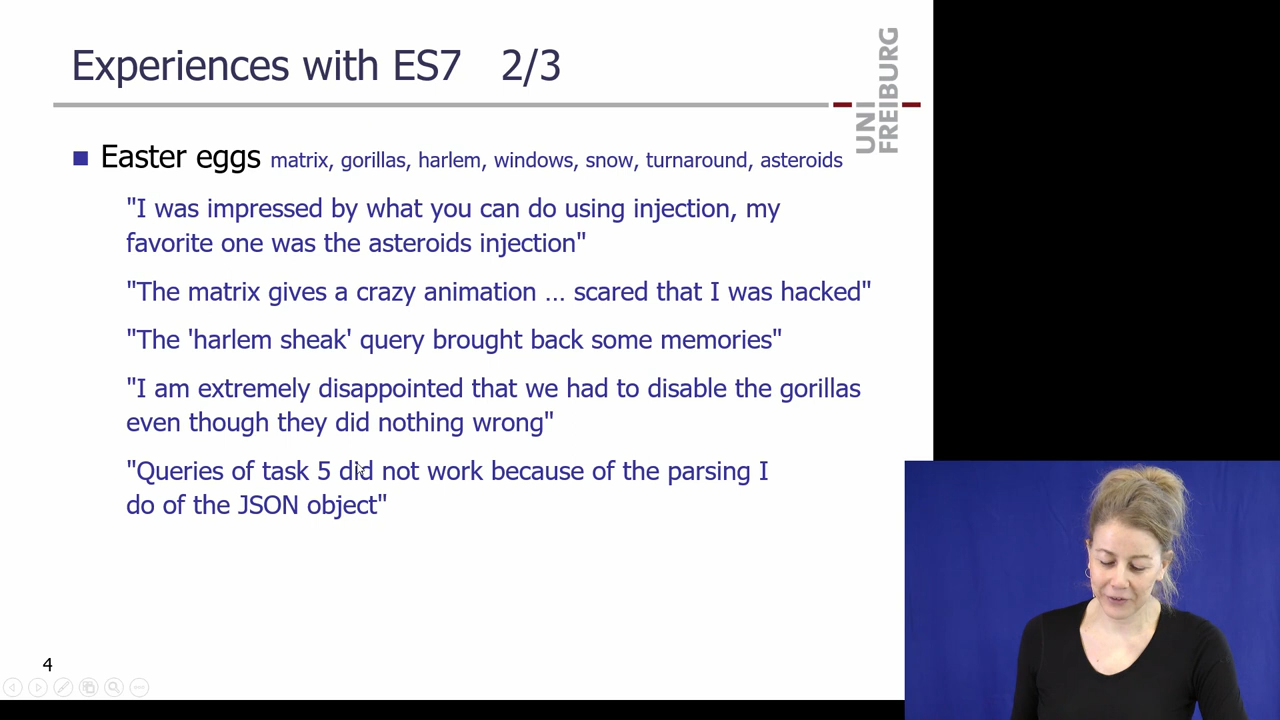 Experiences with ES7 2/3
UNI
FREIBURG
Easter eggs matrix, gorillas, harlem, windows, snow, turnaround, asteroids
"I was impressed by what you can do using injection, my
favorite one was the asteroids injection"
"The matrix gives a crazy animation … scared that I was hacked"
"The 'harlem sheak' query brought back some memories"
"I am extremely disappointed that we had to disable the gorillas
even though they did nothing wrong"
"Queries of task 5 did not work because of the parsing I
do of the JSON object"
4